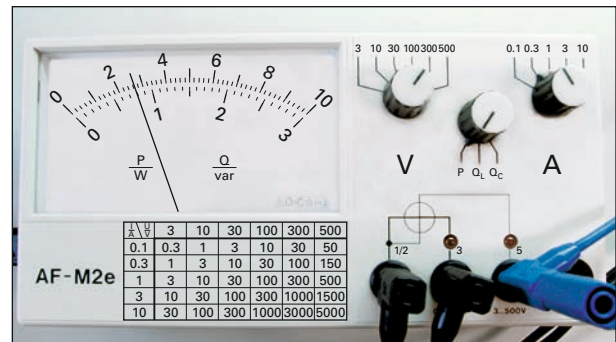 0 2 4 6 8 10
0 1 2 3
P/W Q/var
3 10 30 100 300 500
0.1 0.3 1 3 10
V
P QL QC
A
I/A \ U/V 3 10 30 100 300 500
0.1 0.3 1 3 10 30 50
0.3 1 3 10 30 100 150
1 3 10 30 100 300 500
3 10 30 100 300 1000 1500
10 30 100 300 1000 3000 5000
AF-M2e
1/2 3 5
3...500V